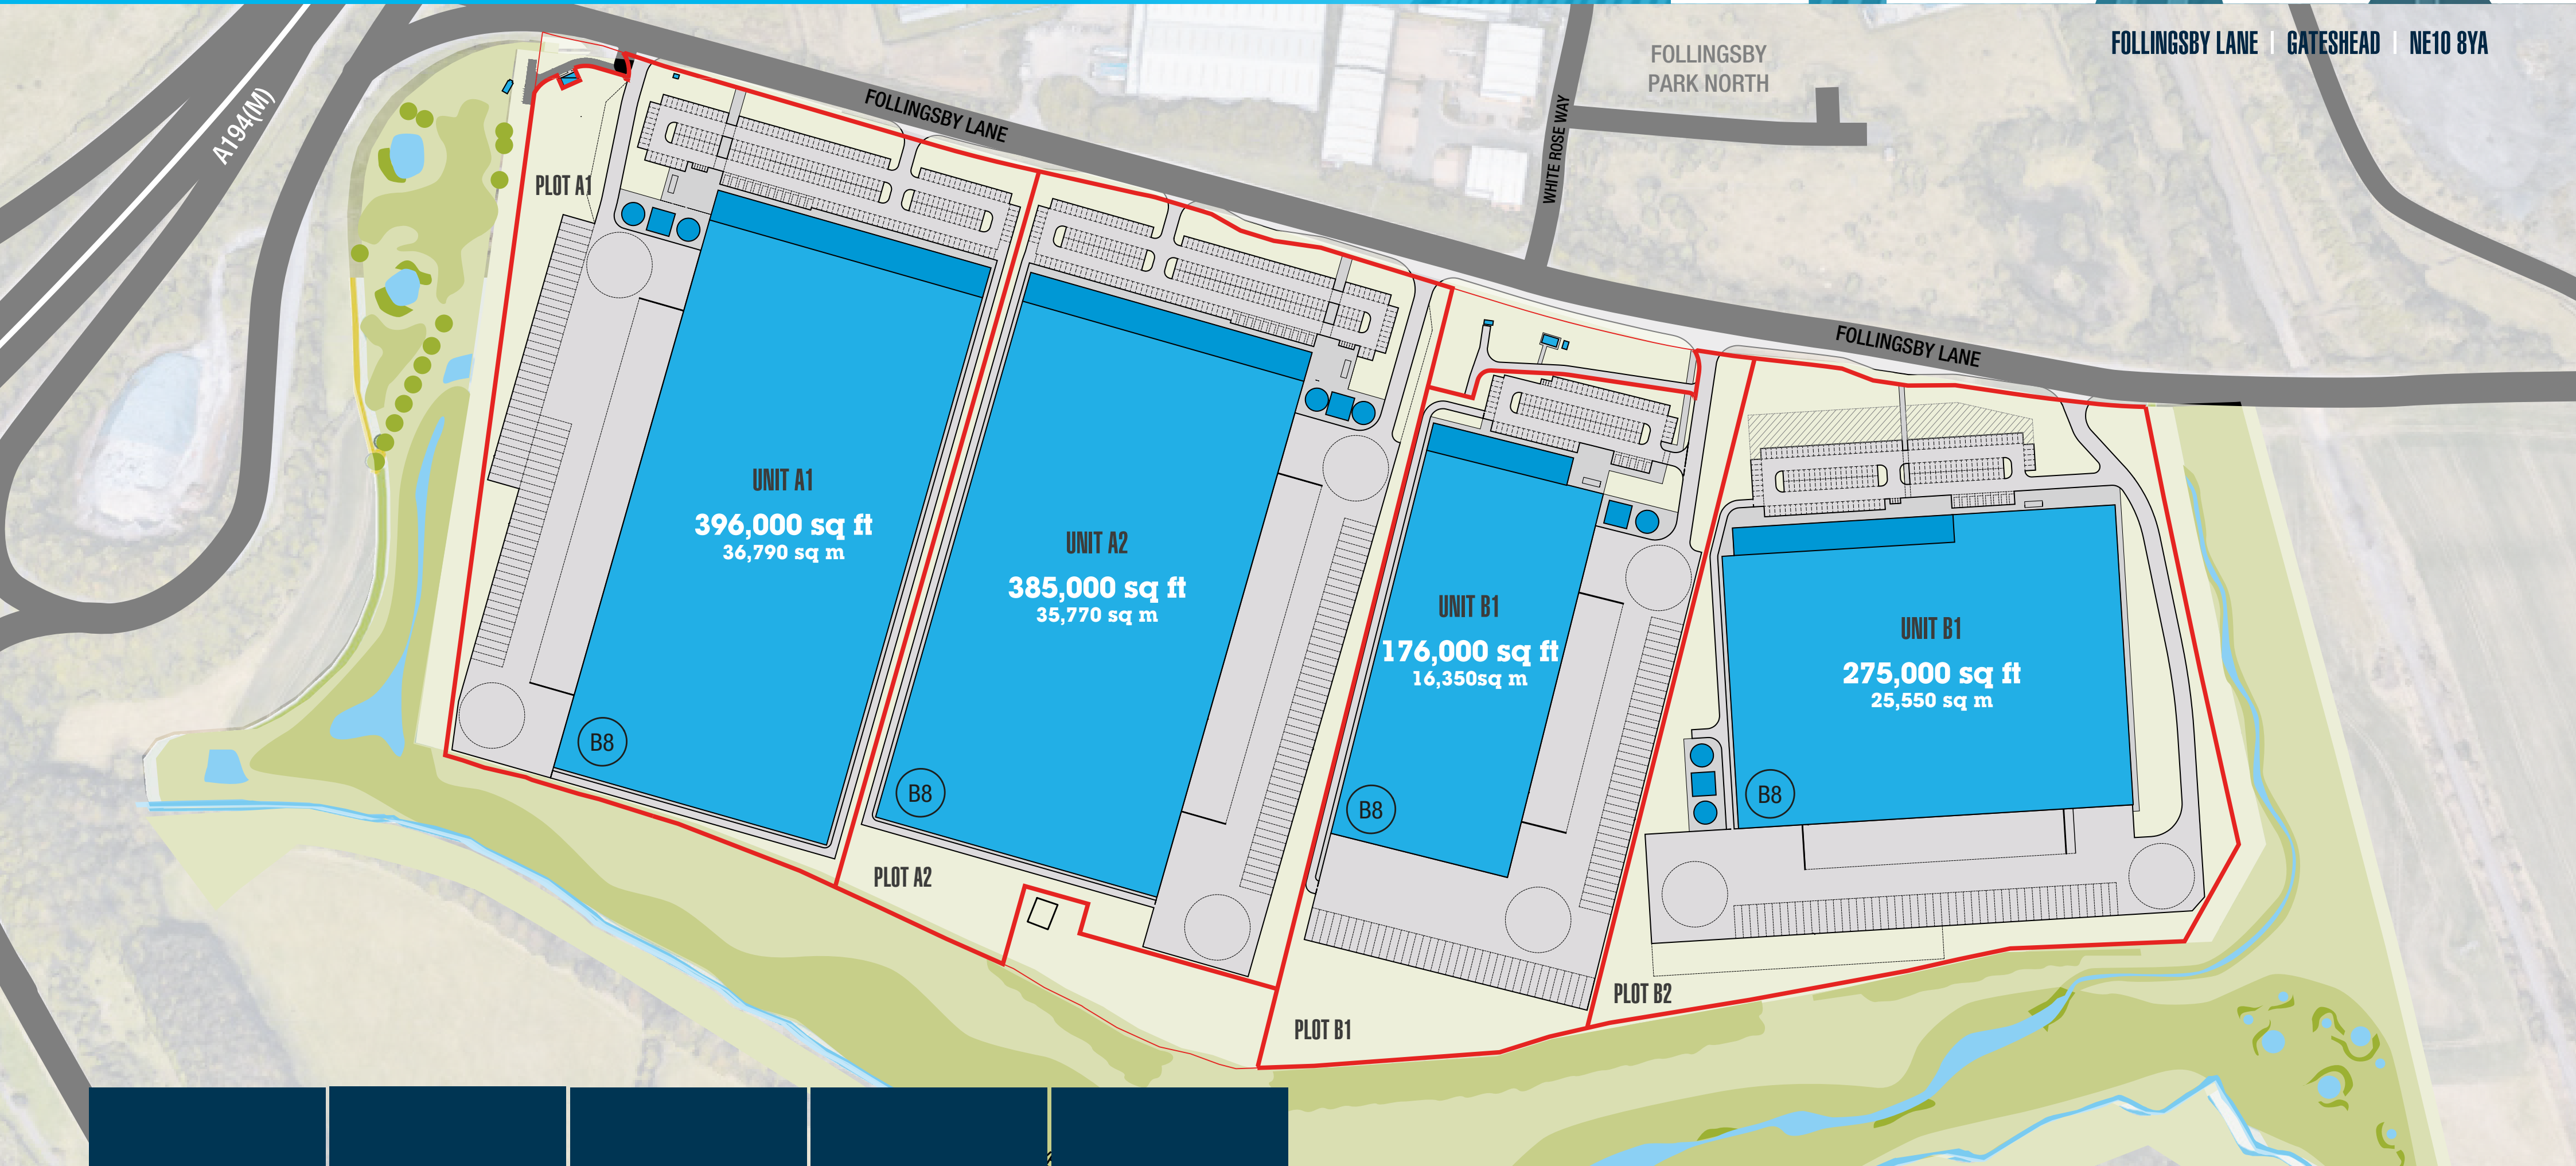 FOLLINGSBY LANE | GATESHEAD | NE10 8YA
FOLLINGSBY
PARK NORTH
A194(M)
FOLLINGSBY LANE
WHITE ROSE WAY
FOLLINGSBY LANE
PLOT A1
UNIT A1
396,000 sq ft
36,790 sq m
B8
UNIT A2
385,000 sq ft
35,770 sq m
B8
PLOT A2
UNIT B1
176,000 sq ft
16,350sq m
B8
PLOT B1
UNIT B1
275,000 sq ft
25,550 sq m
B8
PLOT B2